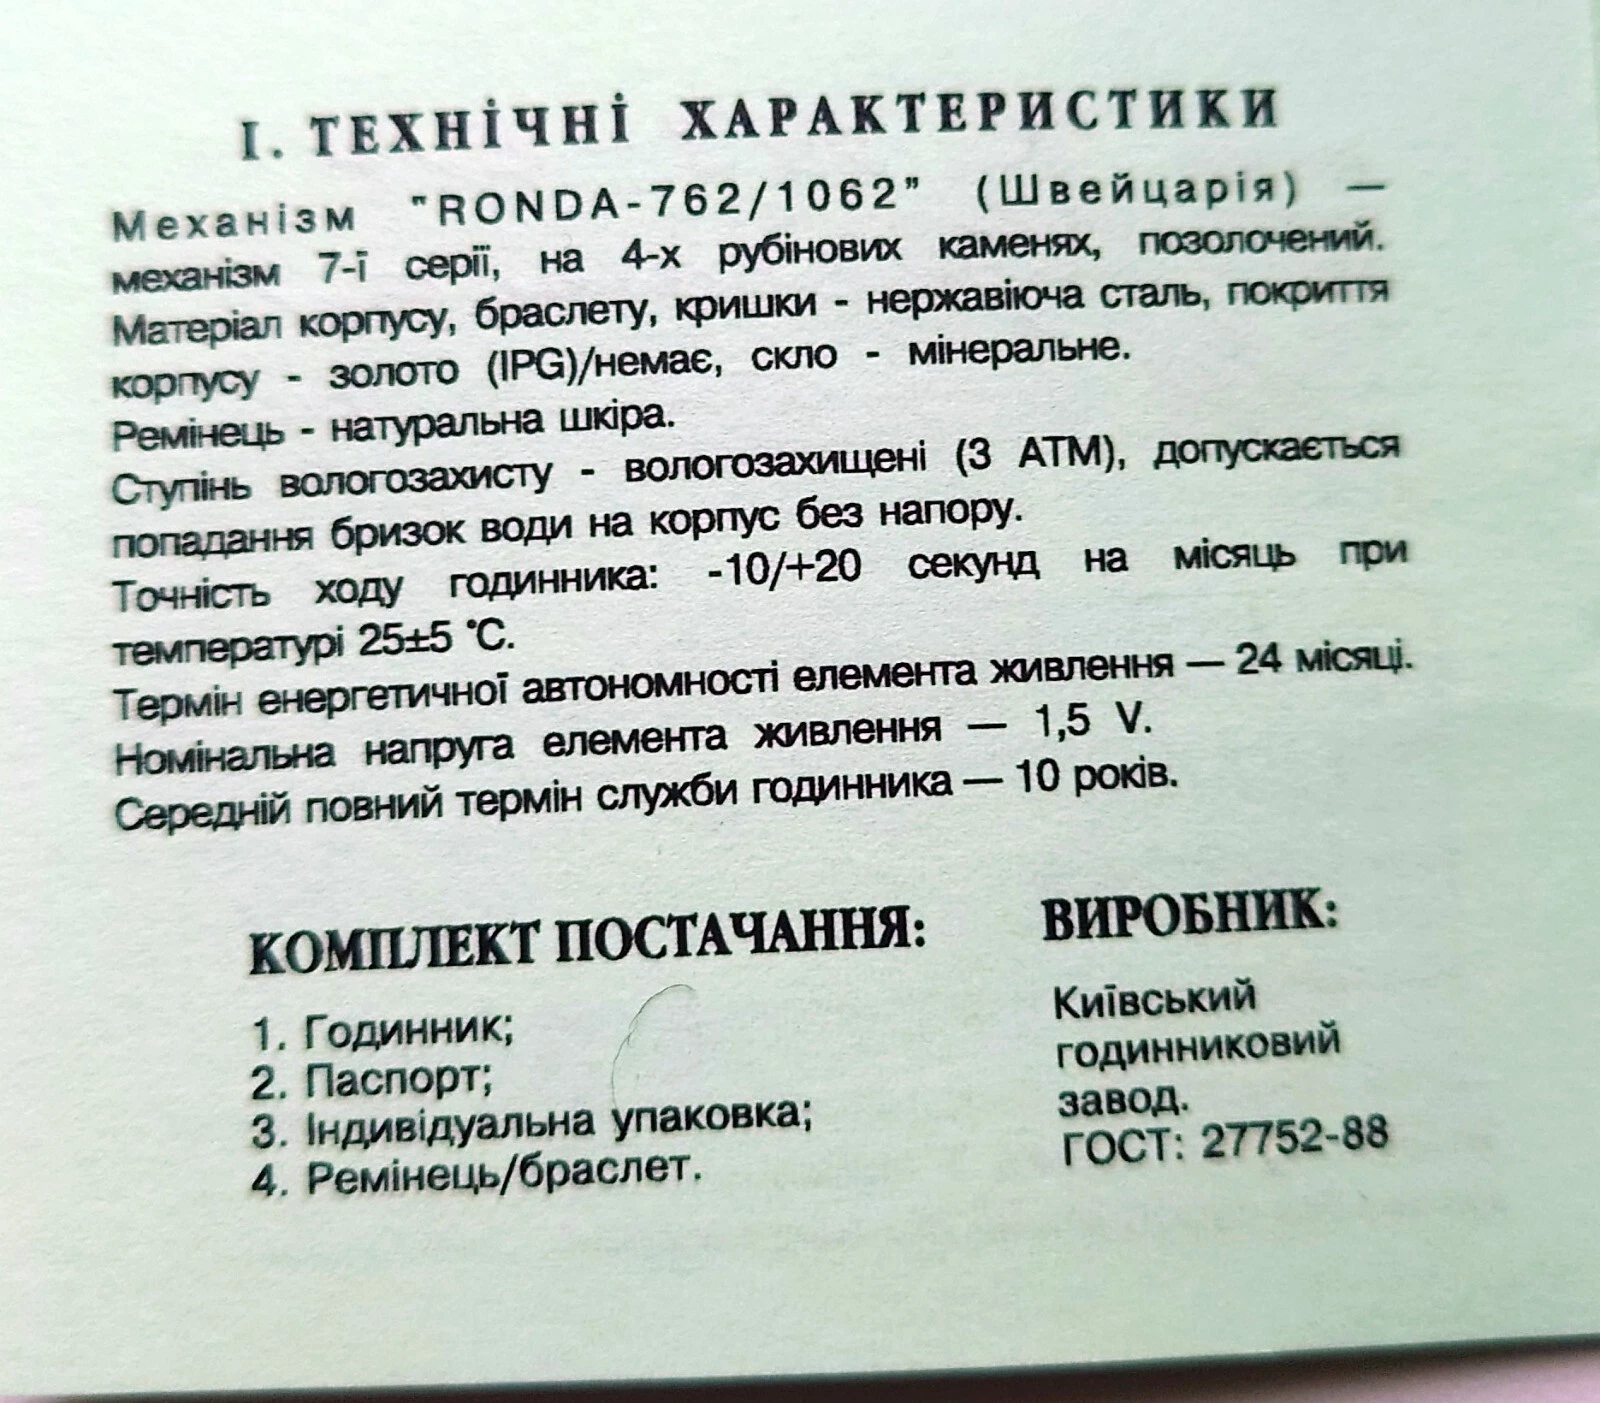 І. ТЕХНІЧНІ ХАРАКТЕРИСТИКИ
Механізм "RONDA-762/1062" (Швейцарія) —
механізм 7-ї серії, на 4-х рубінових каменях, позолочений.
Матеріал корпусу, браслету, кришки - нержавіюча сталь, покриття
корпусу - золото (IPG)/немає, скло - мінеральне.
Ремінець - натуральна шкіра.
Ступінь вологозахисту - вологозахищені (3 АТМ), допускається
попадання бризок води на корпус без напору.
Точність ходу годинника: -10/+20 секунд на місяць при
температурі 25±5 °С.
Термін енергетичної автономності елемента живлення — 24 місяці.
Номінальна напруга елемента живлення — 1,5 V.
Середній повний термін служби годинника — 10 років.
КОМПЛЕКТ ПОСТАЧАННЯ:
1. Годинник;
2. Паспорт;
3. Індивідуальна упаковка;
4. Ремінець/браслет.
ВИРОБНИК:
Київський
годинниковий
завод.
ГОСТ: 27752-88